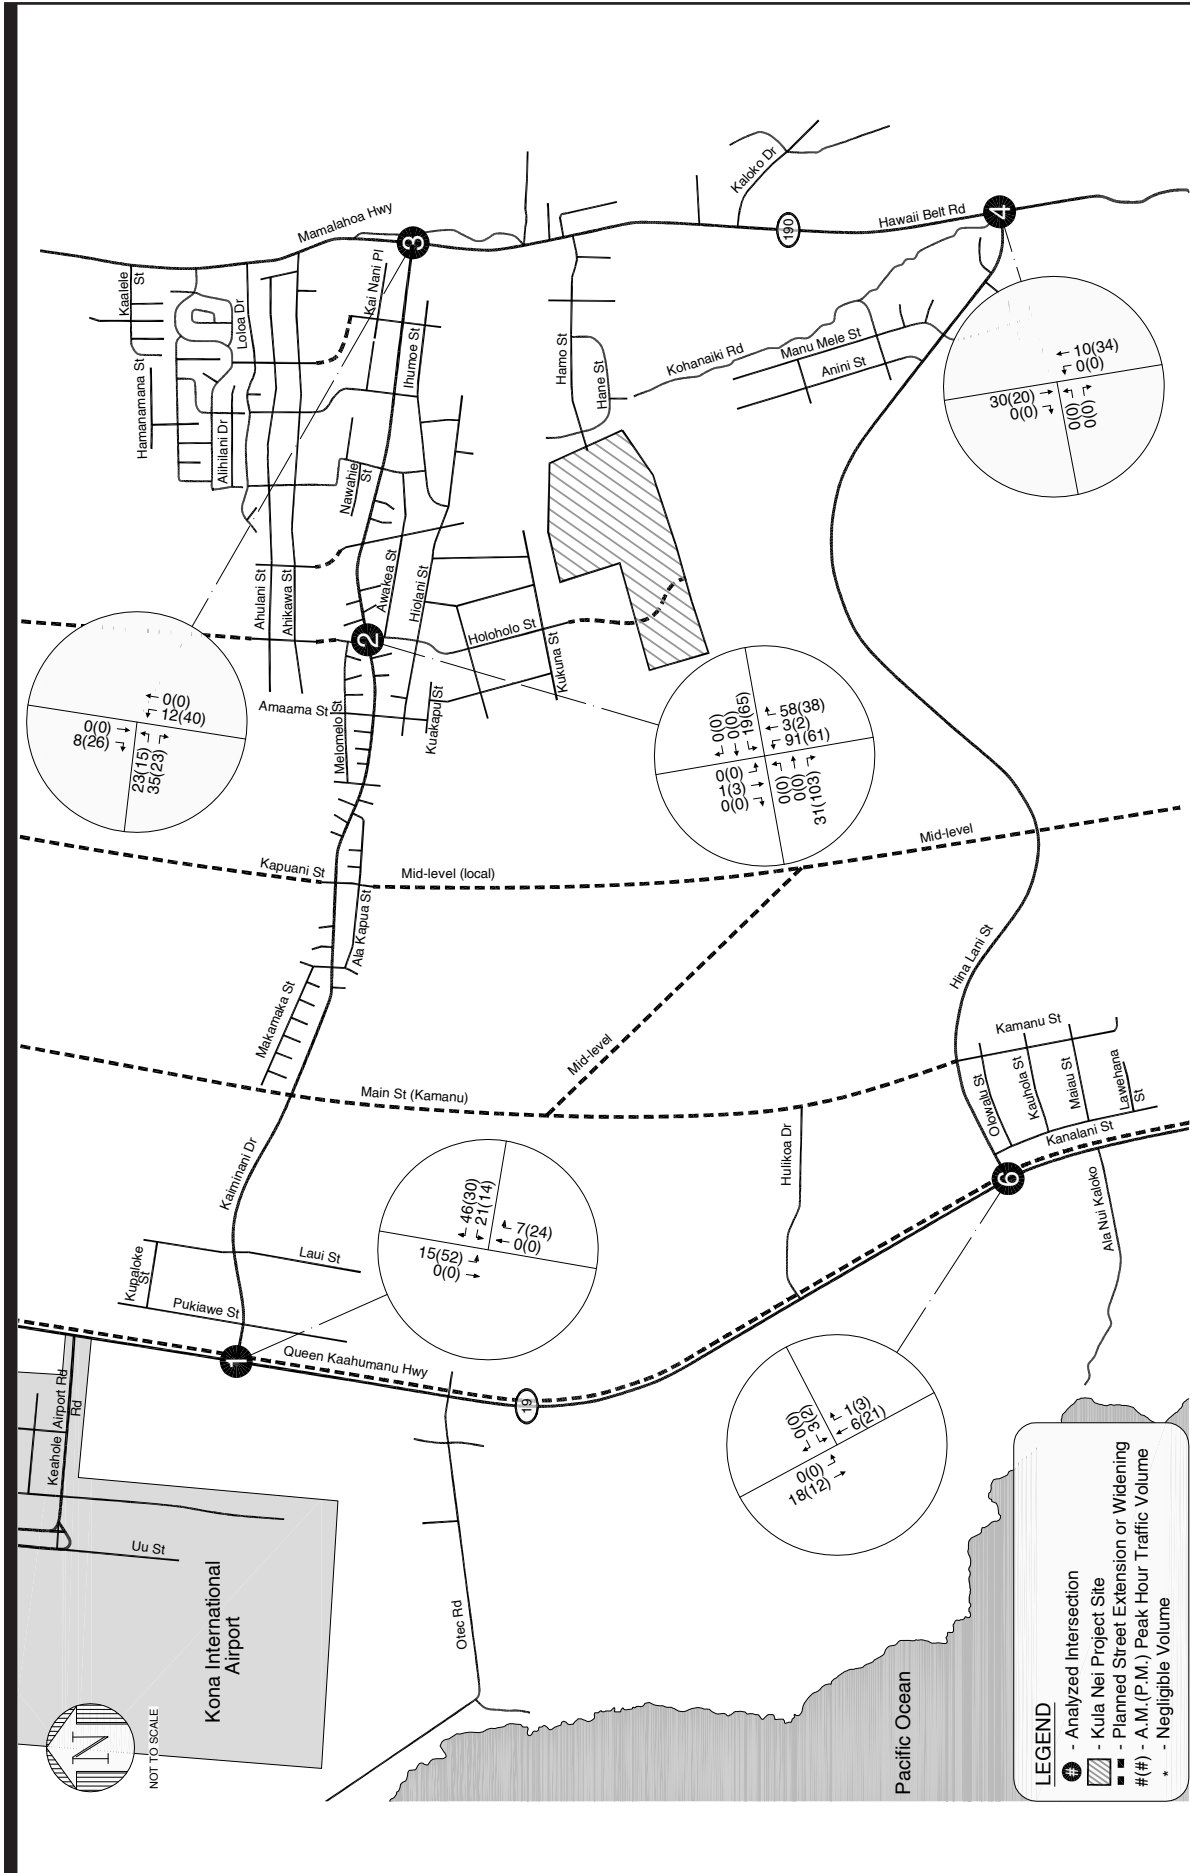 Mamalahoa Hwy
3
Kaalele
St
Kai Nani Pl
Loloa Dr
Hamanamana St
Alihilani Dr
Ihumoe St
Nawahie
St
Hamo St
Hane St
Kaloko Dr
190
Hawaii Belt Rd
4
Kohanaiki Rd
Manu Mele St
Anini St
10(34)
0(0)
30(20)
0(0)
0(0)
0(0)
Ahulani St
Ahikawa St
Awakea St
Hiolani St
2
Holoholo St
Kukuna St
Amaama St
Melomelo St
Kuakapu St
0(0)
12(40)
0(0)
8(26)
23(15)
35(23)
0(0)
0(0)
19(65)
58(38)
3(2)
91(61)
0(0)
1(3)
0(0)
0(0)
0(0)
31(103)
Kapuani St
Mid-level (local)
Mid-level
Ala Kapua St
Makamaka St
Hina Lani St
Mid-level
Main St (Kamanu)
Kamanu St
Olowalu St
Kauhola St
Maiau St
Lawehana
St
Kanalani St
Hulikoa Dr
Kaiminani Dr
46(30)
21(14)
7(24)
0(0)
15(52)
0(0)
Kupaloke
St
Laui St
Pukiawe St
1
Queen Kaahumanu Hwy
19
6
Ala Nui Kaloko
0(0)
3(2)
1(3)
6(21)
0(0)
18(12)
Keahole Airport Rd
Rd
Uu St
Otec Rd
Kona International
Airport
Pacific Ocean
N
NOT TO SCALE
LEGEND
# - Analyzed Intersection
- Kula Nei Project Site
- Planned Street Extension or Widening
#(#) - A.M.(P.M.) Peak Hour Traffic Volume
* - Negligible Volume